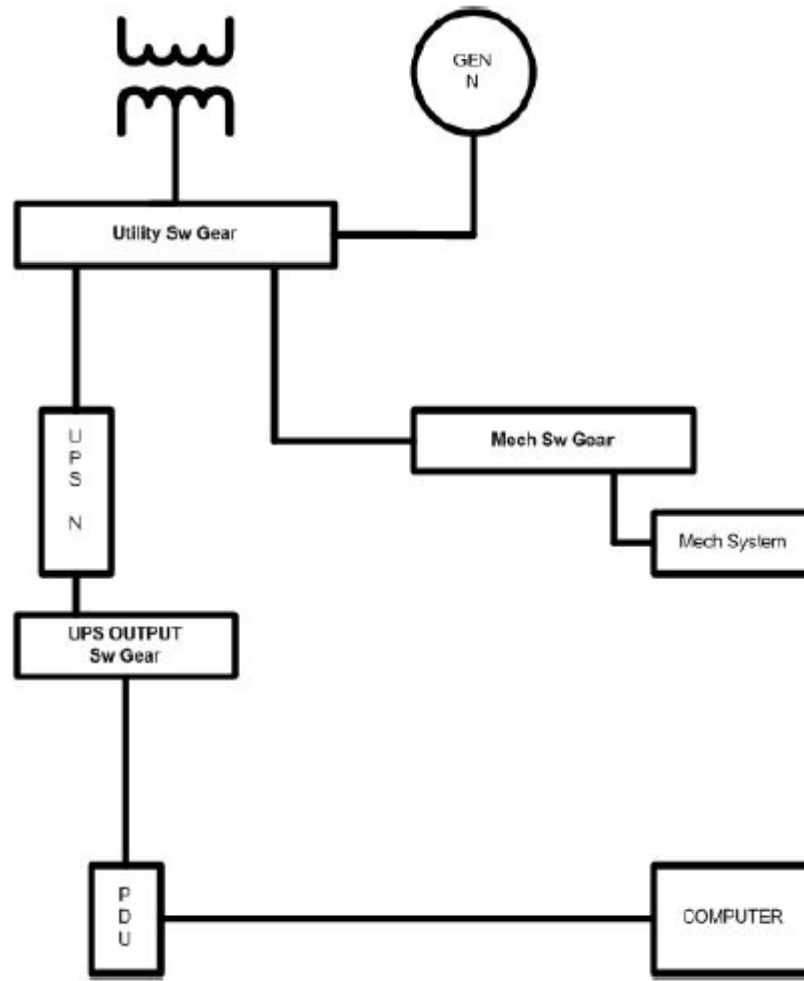 GEN
N
Utility Sw Gear
U
P
S
N
Mech Sw Gear
Mech System
UPS OUTPUT
Sw Gear
P
D
U
COMPUTER